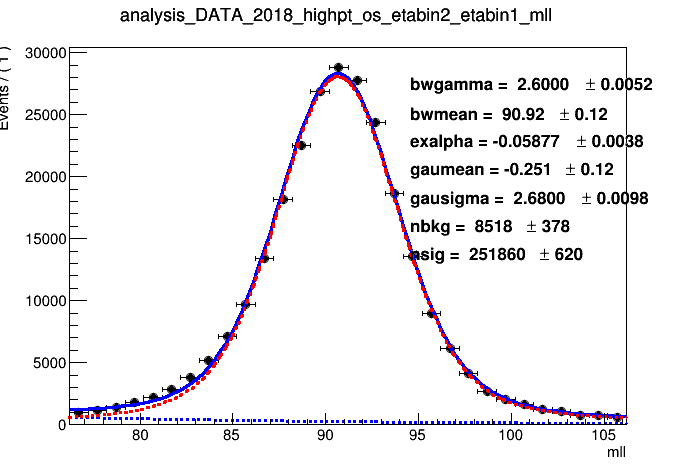 analysis_DATA_2018_highpt_os_etabin2_etabin1_mll
Events / ( 1 )
30000
25000
20000
15000
10000
5000
0
bwgamma = 2.6000 ± 0.0052
bwmean = 90.92 ± 0.12
exalpha = -0.05877 ± 0.0038
gaumean = -0.251 ± 0.12
gausigma = 2.6800 ± 0.0098
nbkg = 8518 ± 378
nsig = 251860 ± 620
80 85 90 95 100 105
mll